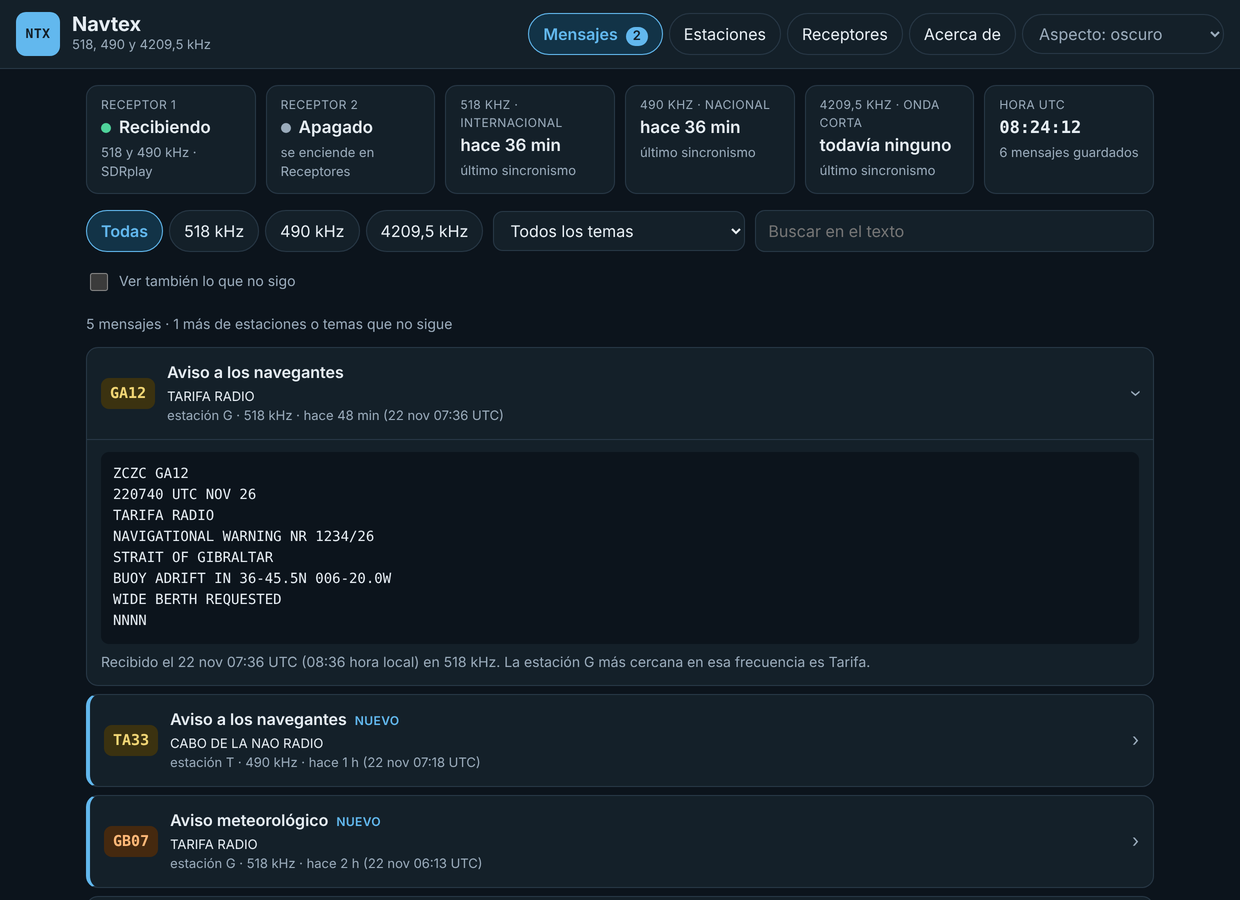 NTX
Navtex
518, 490 y 4209,5 kHz
Mensajes 2
Estaciones
Receptores
Acerca de
Aspecto: oscuro
RECEPTOR 1
Recibiendo
518 y 490 kHz ·
SDRplay
RECEPTOR 2
Apagado
se enciende en
Receptores
518 KHZ ·
INTERNACIONAL
hace 36 min
último sincronismo
490 KHZ · NACIONAL
hace 36 min
último sincronismo
4209,5 KHZ · ONDA
CORTA
todavía ninguno
último sincronismo
HORA UTC
08:24:12
6 mensajes guardados
Todas
518 kHz
490 kHz
4209,5 kHz
Todos los temas
Buscar en el texto
Ver también lo que no sigo
5 mensajes · 1 más de estaciones o temas que no sigue
GA12
Aviso a los navegantes
TARIFA RADIO
estación G · 518 kHz · hace 48 min (22 nov 07:36 UTC)
ZCZC GA12
220740 UTC NOV 26
TARIFA RADIO
NAVIGATIONAL WARNING NR 1234/26
STRAIT OF GIBRALTAR
BUOY ADRIFT IN 36-45.5N 006-20.0W
WIDE BERTH REQUESTED
NNNN
Recibido el 22 nov 07:36 UTC (08:36 hora local) en 518 kHz. La estación G más cercana en esa frecuencia es Tarifa.
TA33
Aviso a los navegantes NUEVO
CABO DE LA NAO RADIO
estación T · 490 kHz · hace 1 h (22 nov 07:18 UTC)
GB07
Aviso meteorológico NUEVO
TARIFA RADIO
estación G · 518 kHz · hace 2 h (22 nov 06:13 UTC)